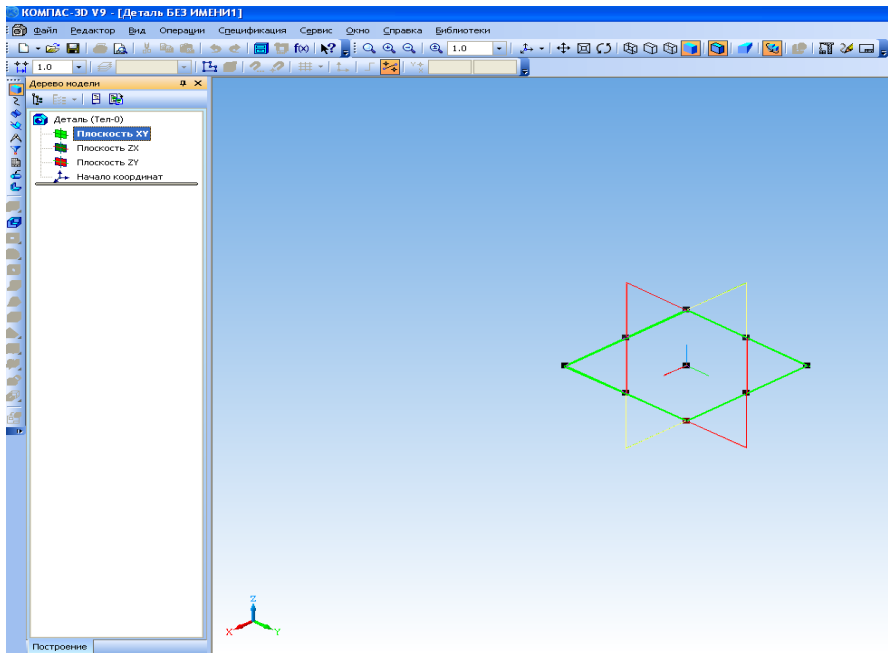 КОМПАС-3D V9 - [Деталь БЕЗ ИМЕНИ1]
Файл Редактор Вид Операции Спецификация Сервис Окно Справка Библиотеки
1.0
f(x)
1.0
Дерево модели
Деталь (Тел-0)
Плоскость XY
Плоскость ZX
Плоскость ZY
Начало координат
Z
X
Y
Построение